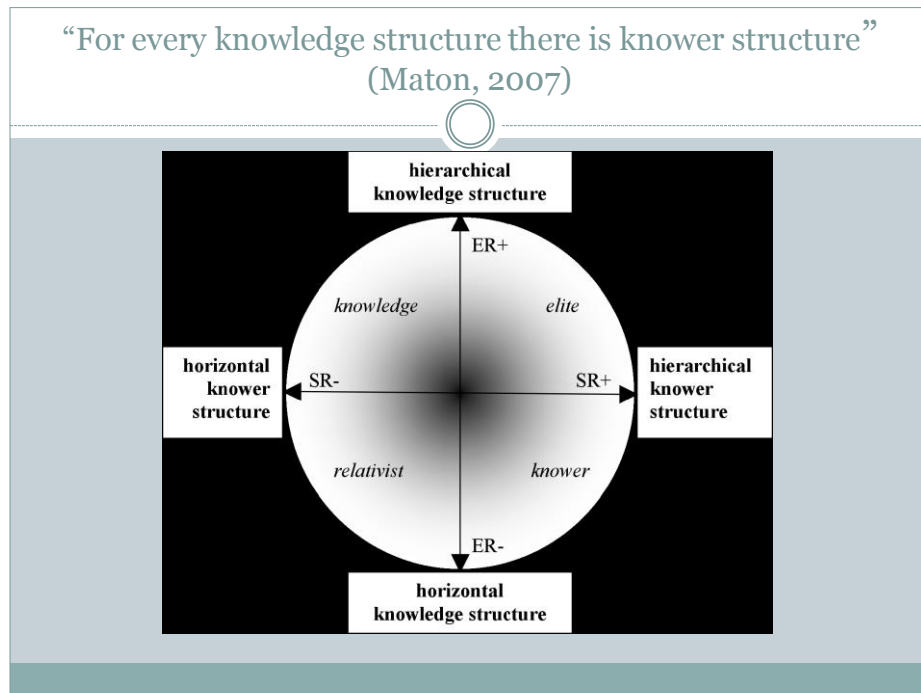 “For every knowledge structure there is knower structure”
(Maton, 2007)
hierarchical
knowledge structure
ER+
knowledge
elite
horizontal
knower
structure
SR-
SR+
hierarchical
knower
structure
relativist
knower
ER-
horizontal
knowledge structure